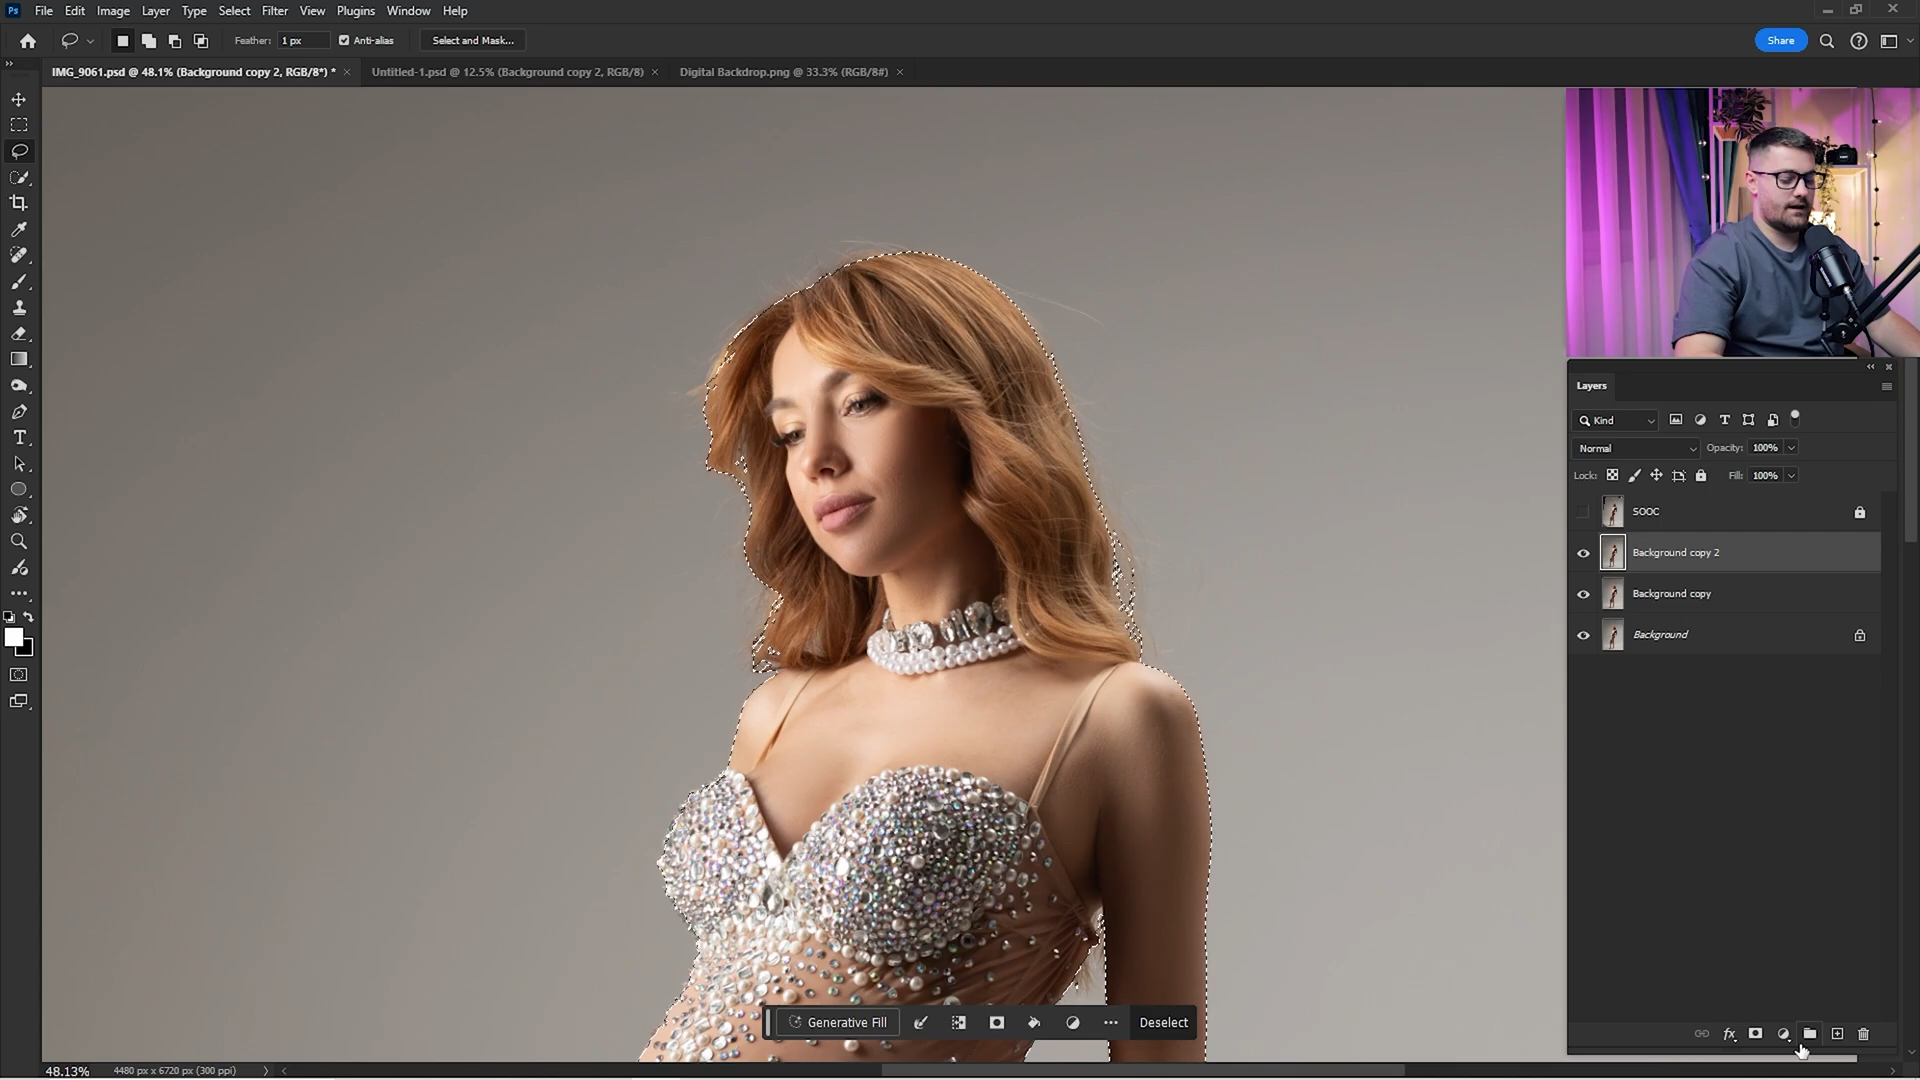 Ps File Edit Image Layer Type Select Filter View Plugins Window Help
Feather: 1 px Anti-alias Select and Mask... Share
IMG_9061.psd @ 48.1% (Background copy 2, RGB/8*) * × Untitled-1.psd @ 12.5% (Background copy 2, RGB/8) × Digital Backdrop.png @ 33.3% (RGB/8#) ×
Layers
Kind
Normal Opacity: 100%
Lock: Fill: 100%
SOOC
Background copy 2
Background copy
Background
Generative Fill Deselect
48.13% 4480 px x 6720 px (300 ppi)